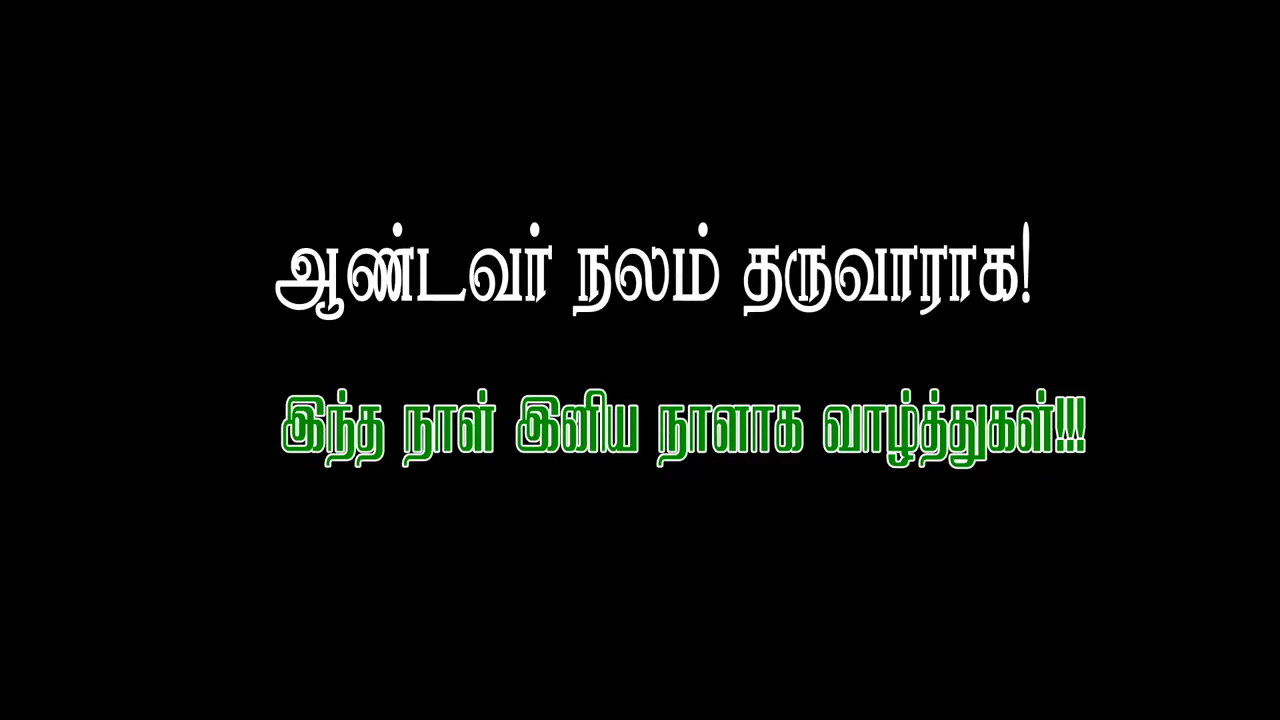 ஆண்டவர் நலம் தருவாராக!
இந்த நாள் இனிய நாளாக வாழ்த்துகள்!!!